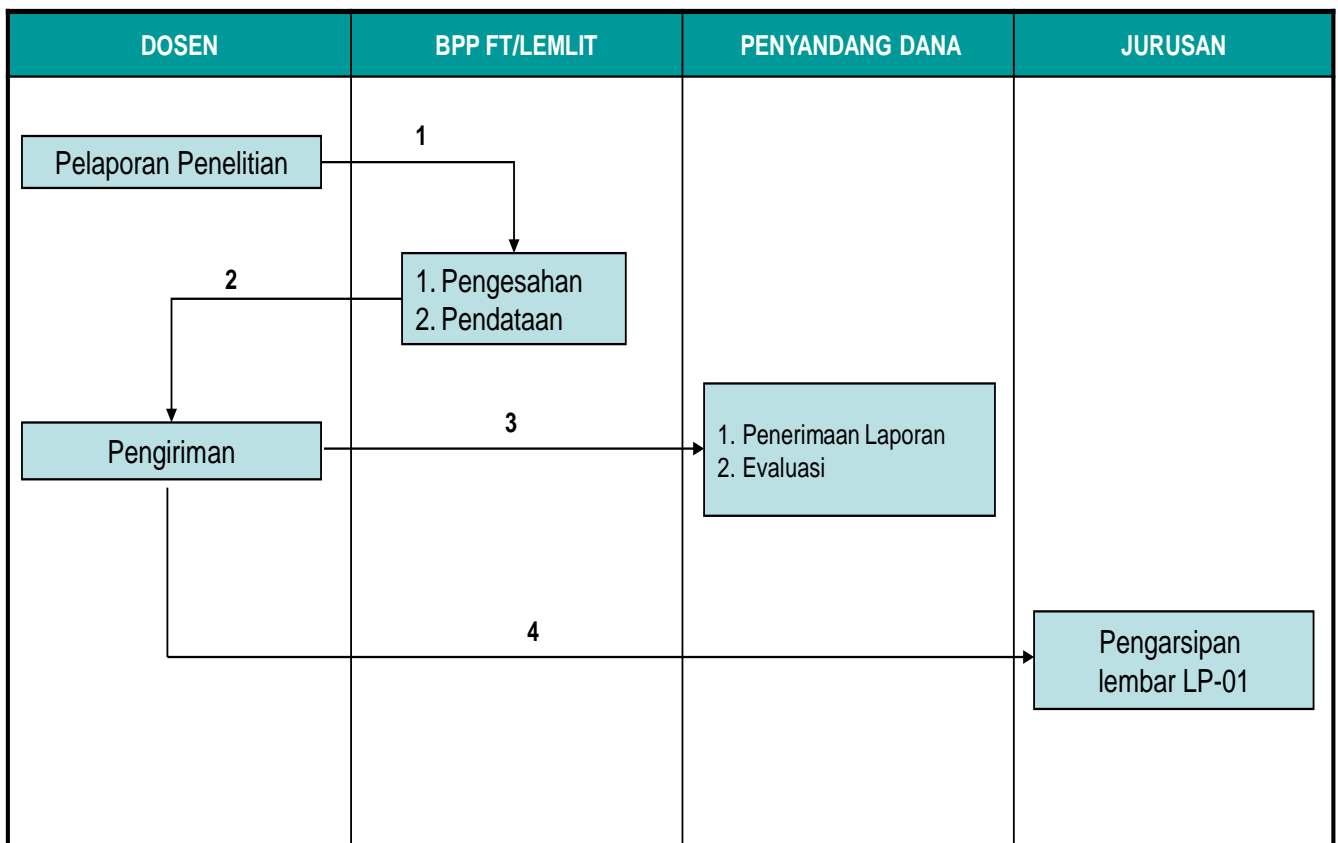 DOSEN
BPP FT/LEMLIT
PENYANDANG DANA
JURUSAN
1
Pelaporan Penelitian
1. Pengesahan
2. Pendataan
2
Pengiriman
3
1. Penerimaan Laporan
2. Evaluasi
4
Pengarsipan
lembar LP-01